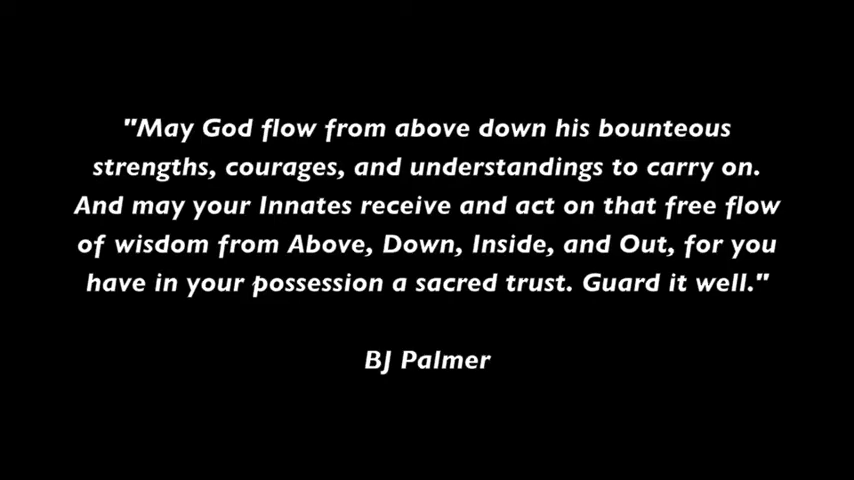 "May God flow from above down his bounteous
strengths, courages, and understandings to carry on.
And may your Innates receive and act on that free flow
of wisdom from Above, Down, Inside, and Out, for you
have in your possession a sacred trust. Guard it well."
BJ Palmer